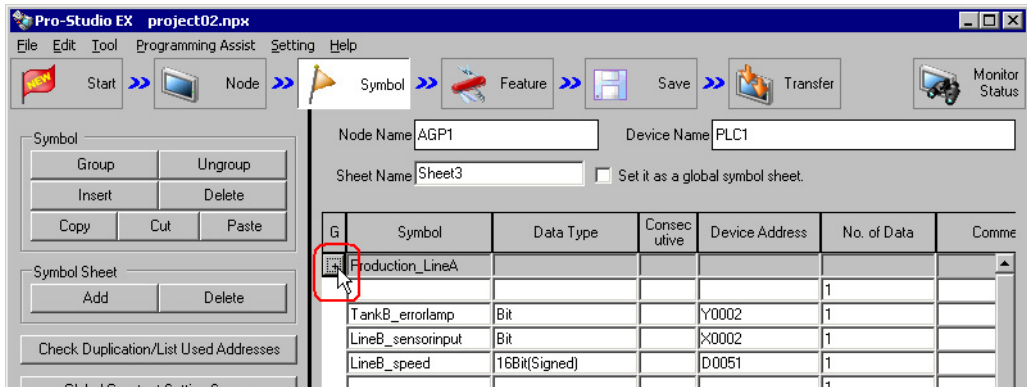 Pro-Studio EX project02.npx
File Edit Tool Programming Assist Setting Help
NEW Start Node Symbol Feature Save Transfer Monitor Status
Node Name AGP1 Device Name PLC1
Sheet Name Sheet3 Set it as a global symbol sheet.
Symbol
Group Ungroup
Insert Delete
Copy Cut Paste
Symbol Sheet
Add Delete
Check Duplication/List Used Addresses
G Symbol Data Type Consec utive Device Address No. of Data Comme
+ Production_LineA
1
TankB_errorlamp Bit Y0002 1
LineB_sensorinput Bit X0002 1
LineB_speed 16Bit(Signed) D0051 1
1